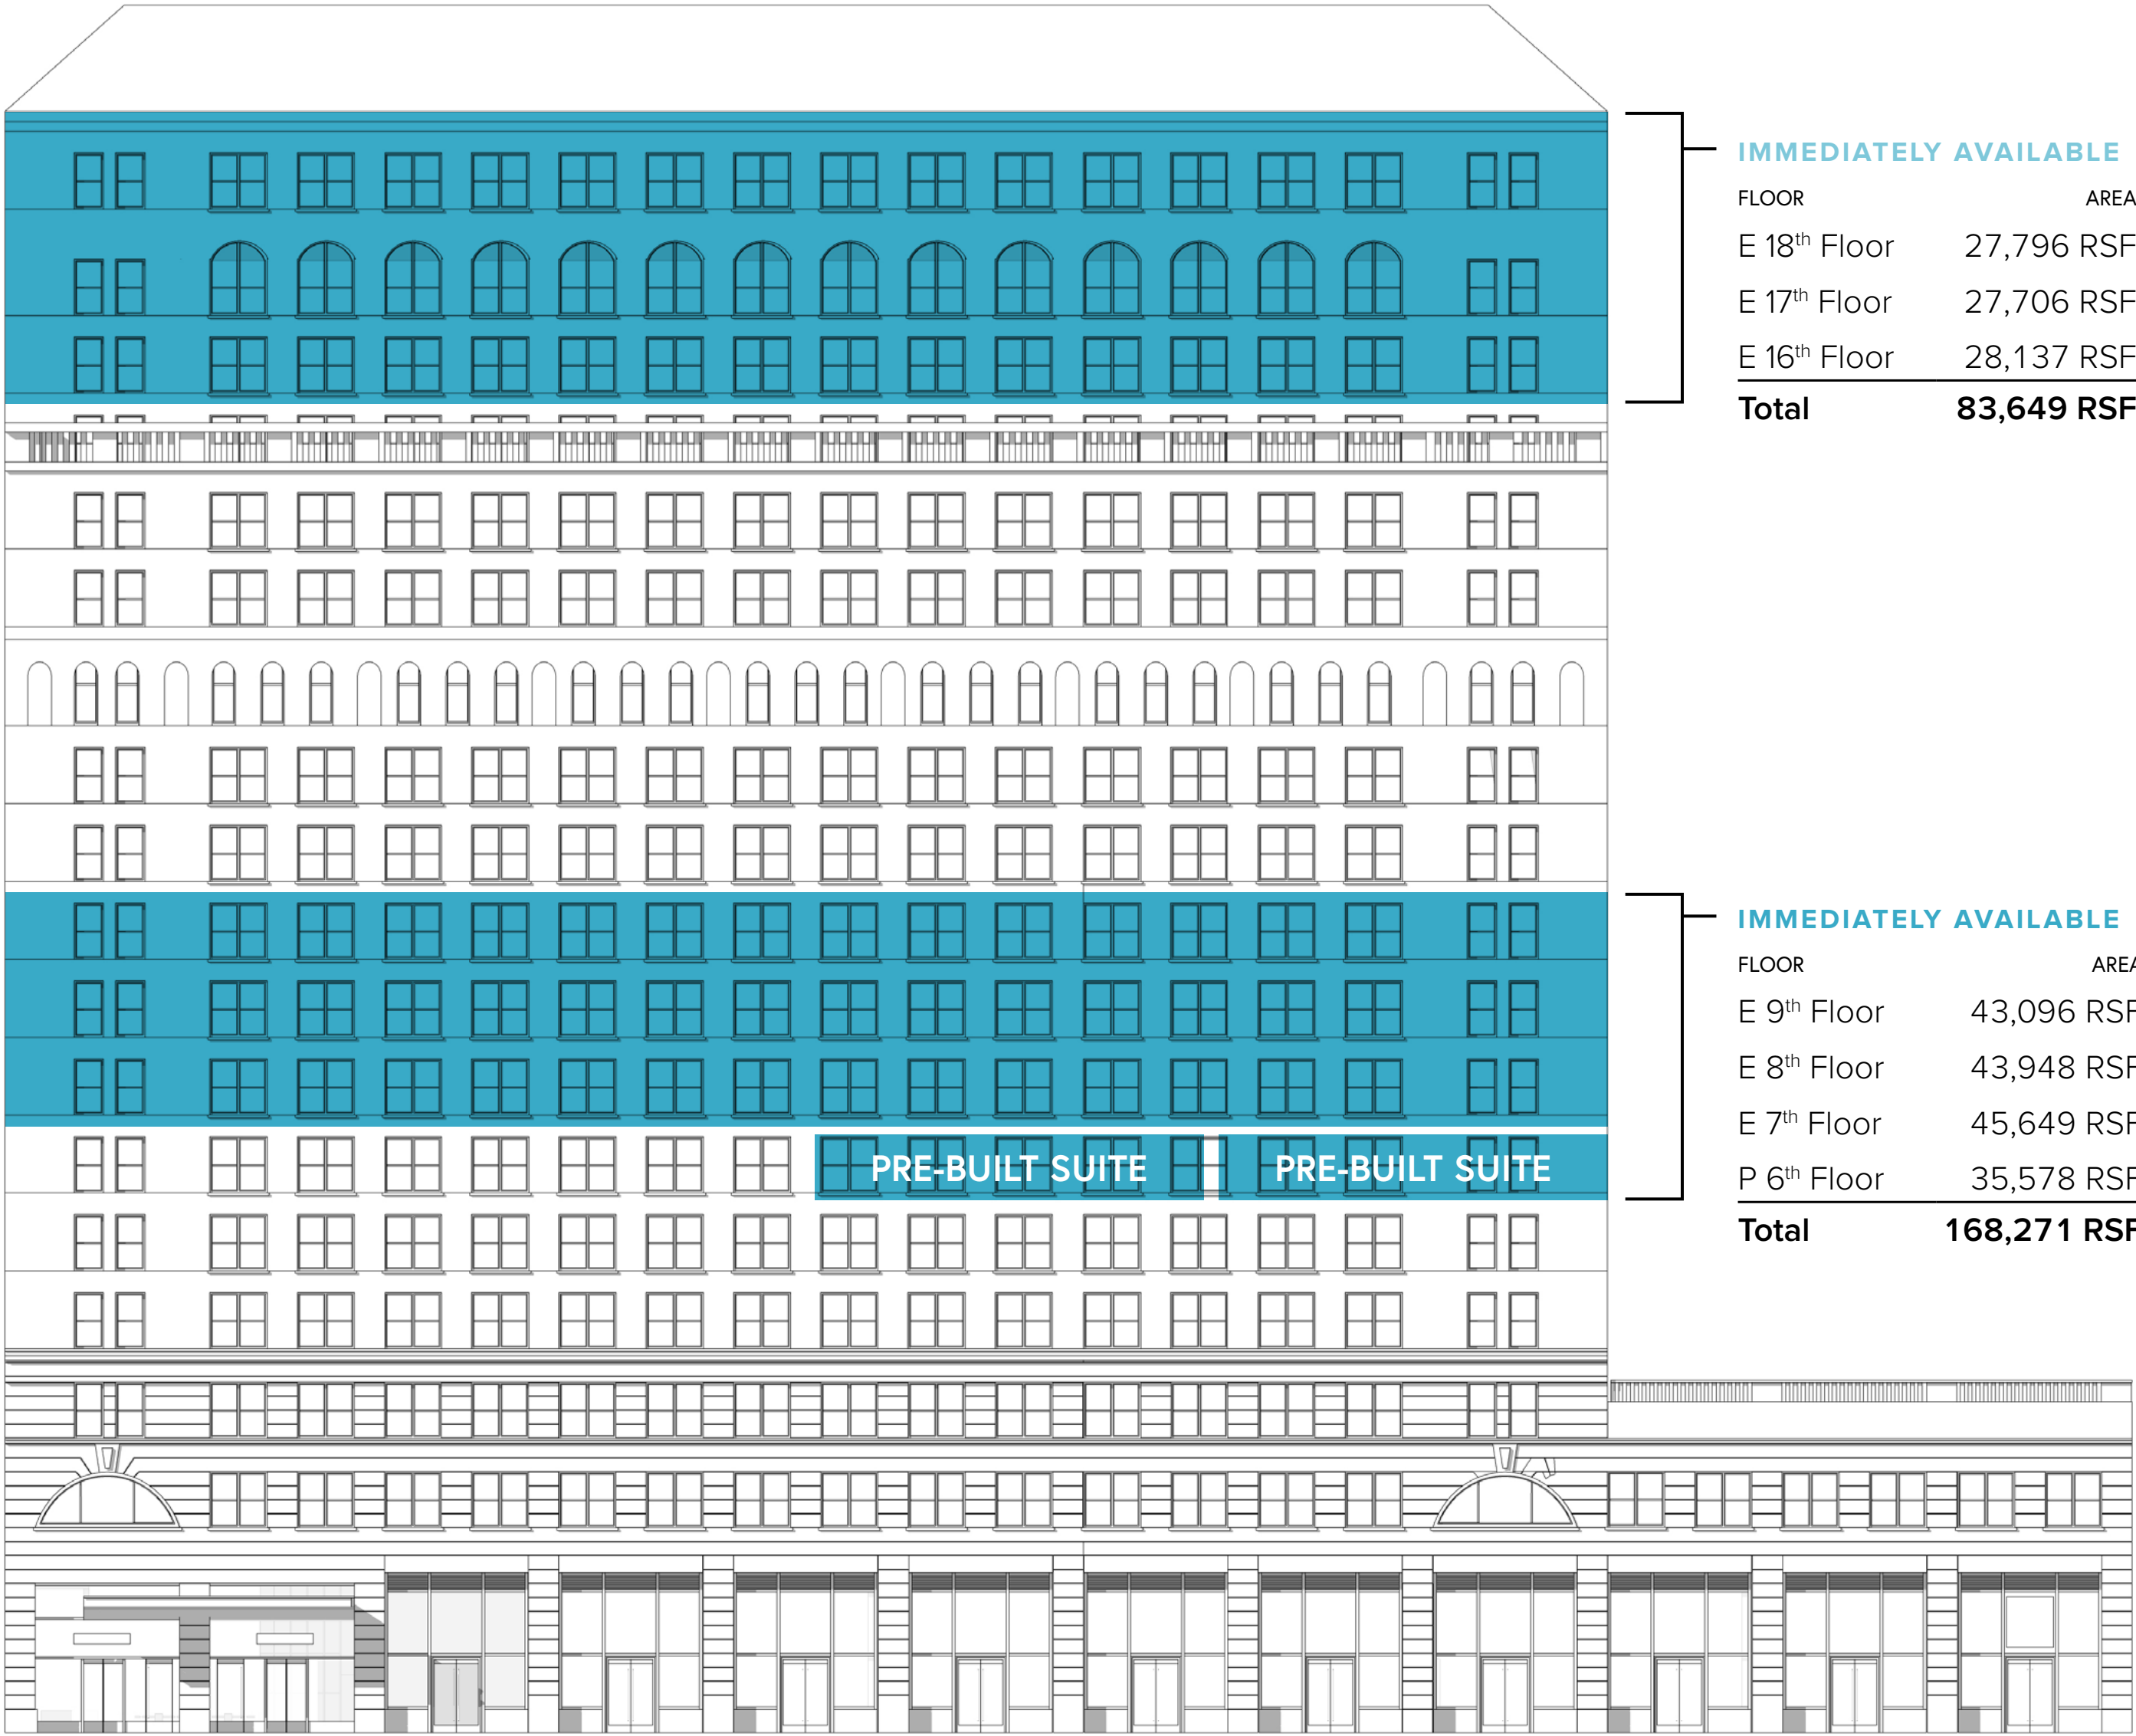 IMMEDIATELY AVAILABLE
FLOOR AREA
E 18th Floor 27,796 RSF
E 17th Floor 27,706 RSF
E 16th Floor 28,137 RSF
Total 83,649 RSF
IMMEDIATELY AVAILABLE
FLOOR AREA
E 9th Floor 43,096 RSF
E 8th Floor 43,948 RSF
E 7th Floor 45,649 RSF
P 6th Floor 35,578 RSF
Total 168,271 RSF
PRE-BUILT SUITE PRE-BUILT SUITE